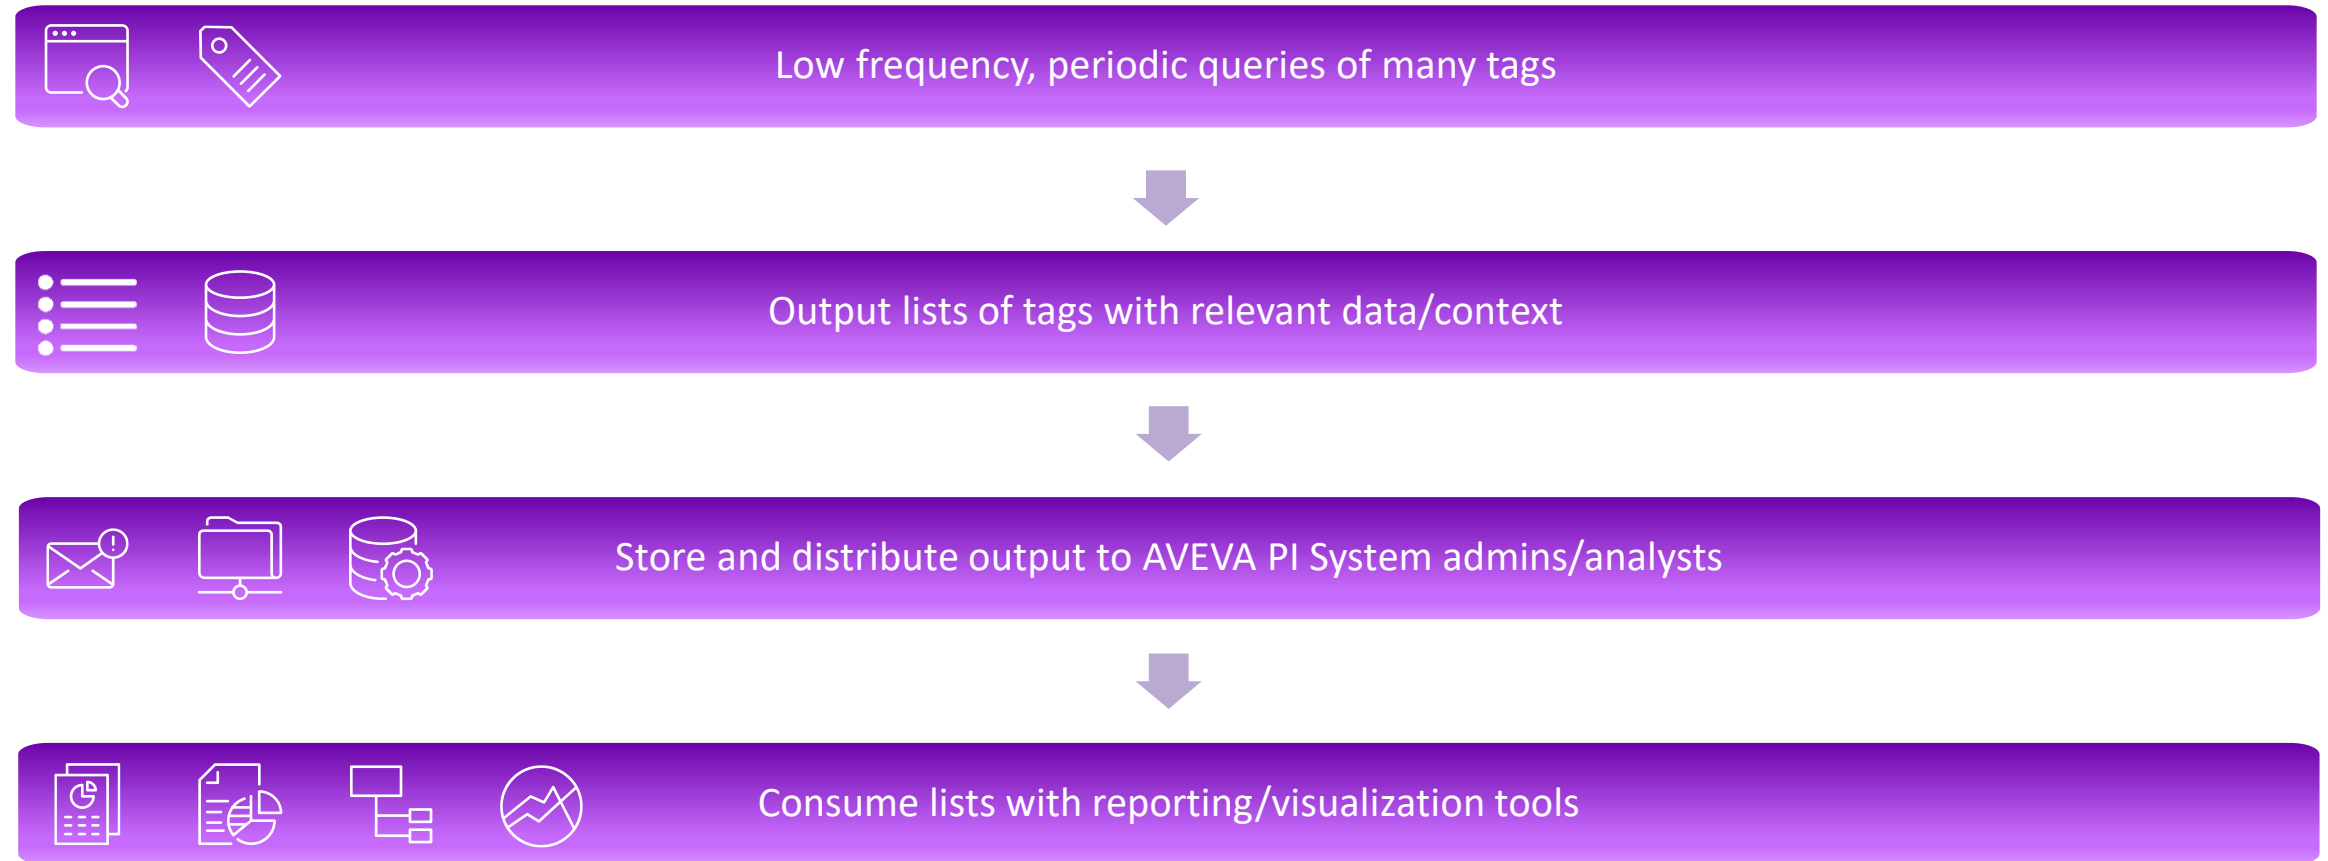 Low frequency, periodic queries of many tags
Output lists of tags with relevant data/context
Store and distribute output to AVEVA PI System admins/analysts
Consume lists with reporting/visualization tools